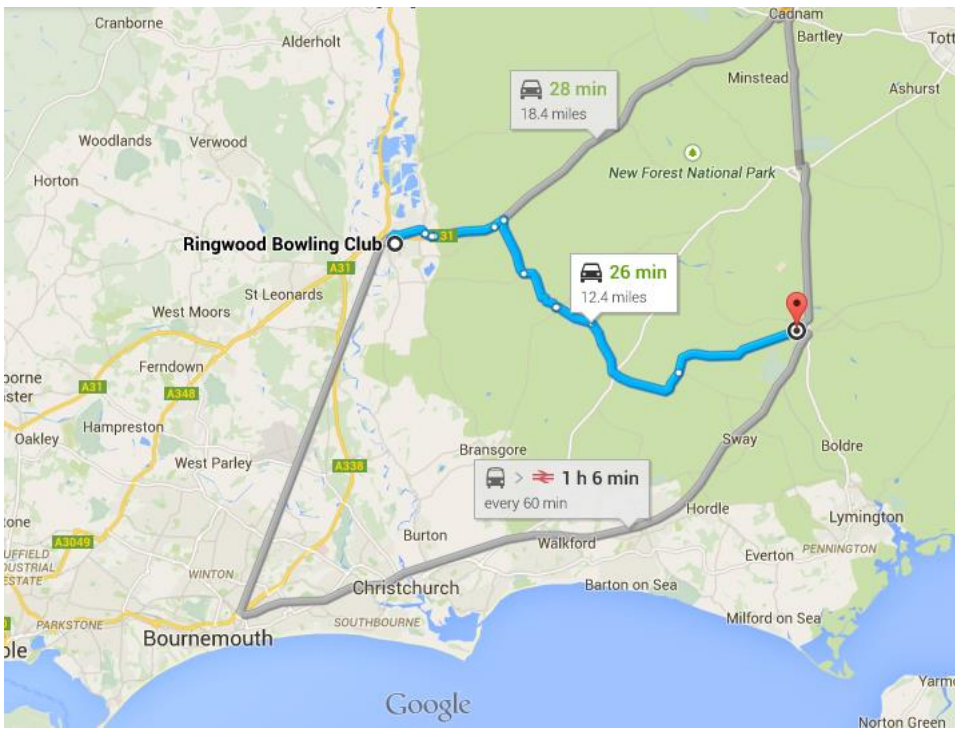 Cranborne
Cadnam
Alderholt
Bartley
Tott
Minstead
28 min
18.4 miles
Ashurst
Woodlands
Verwood
New Forest National Park
Horton
31
Ringwood Bowling Club
A31
26 min
12.4 miles
St Leonards
West Moors
Ferndown
borne
ster
A31
A348
Hampreston
Oakley
Sway
Boldre
Bransgore
West Parley
A338
> 1 h 6 min
every 60 min
Hordle
Lymington
tone
A3049
Burton
Walkford
Everton
PENNINGTON
UFFIELD
DUSTRIAL
ESTATE
WINTON
Christchurch
Barton on Sea
Milford on Sea
PARKSTONE
SOUTHBOURNE
Bournemouth
ole
Yarm
Google
Norton Green